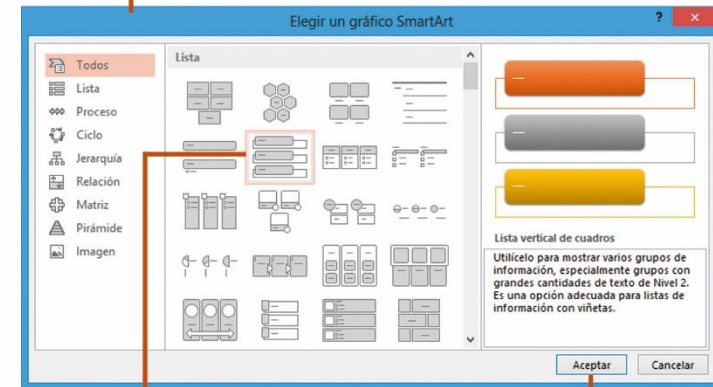 Elegir un gráfico SmartArt
?
Todos
Lista
Proceso
Ciclo
Jerarquía
Relación
Matriz
Pirámide
Imagen
Lista
Lista vertical de cuadros
Utilícelo para mostrar varios grupos de
información, especialmente grupos con
grandes cantidades de texto de Nivel 2.
Es una opción adecuada para listas de
información con viñetas.
Aceptar
Cancelar